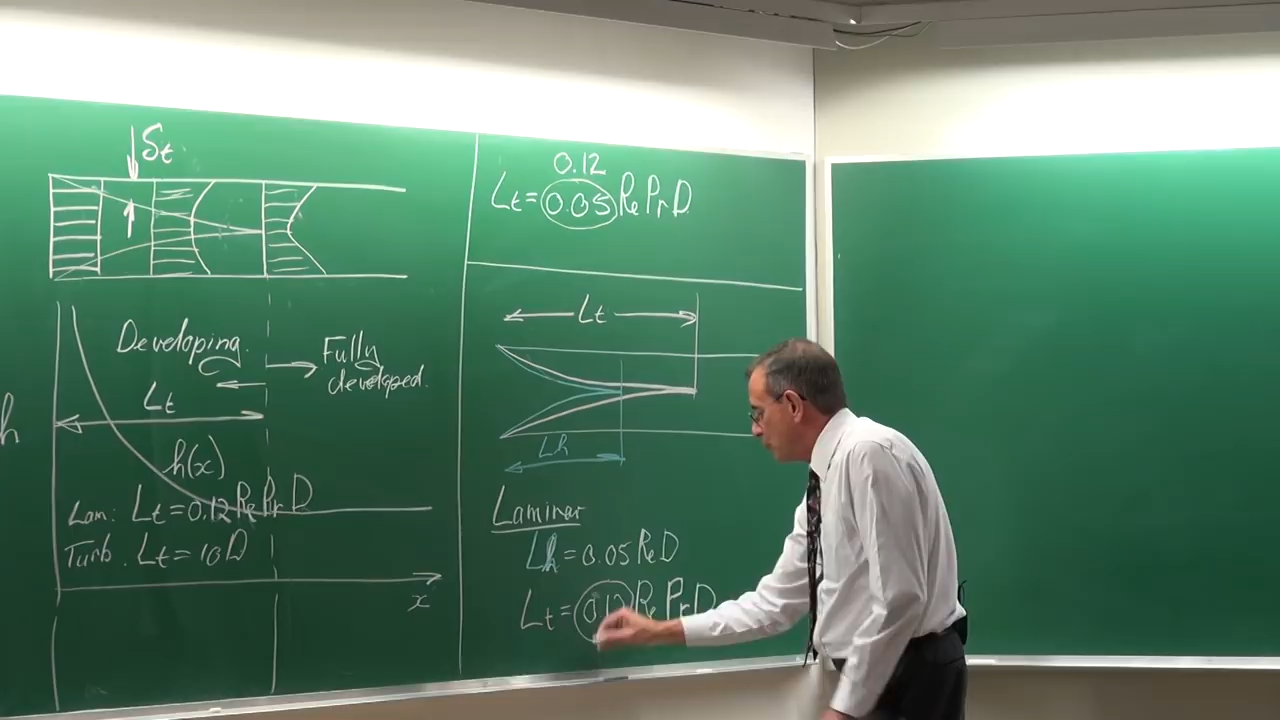 δt
Developing
Fully
developed.
Lt
h
h(x)
Lam: Lt=0.12 Re Pr D
Turb. Lt=10D
x
0.12
Lt=0.05 Re Pr D
Lt
Lh
Laminar
Lh=0.05 Re D
Lt=0.12 Re Pr D